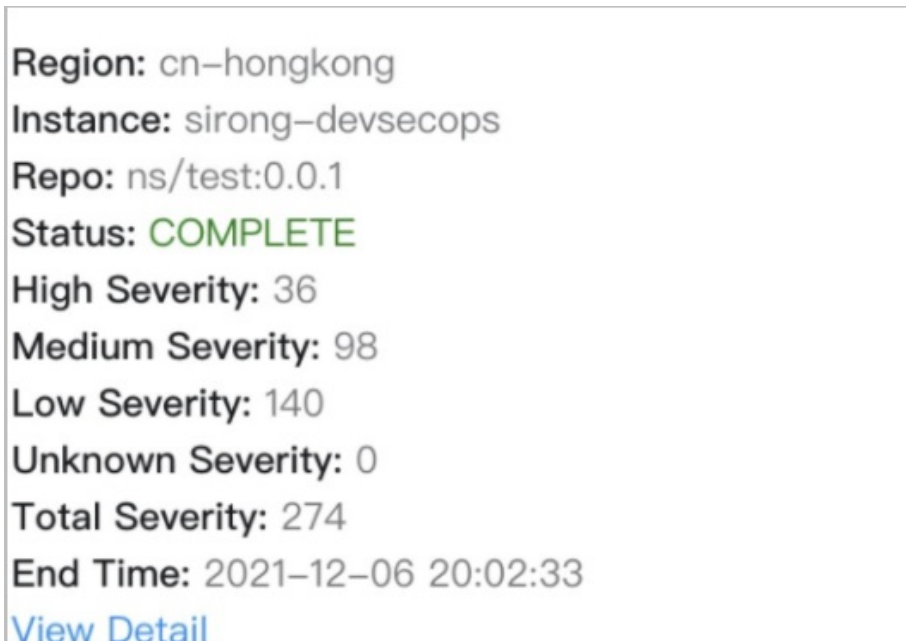 Region: cn-hongkong
Instance: sirong-devsecops
Repo: ns/test:0.0.1
Status: COMPLETE
High Severity: 36
Medium Severity: 98
Low Severity: 140
Unknown Severity: 0
Total Severity: 274
End Time: 2021-12-06 20:02:33
View Detail